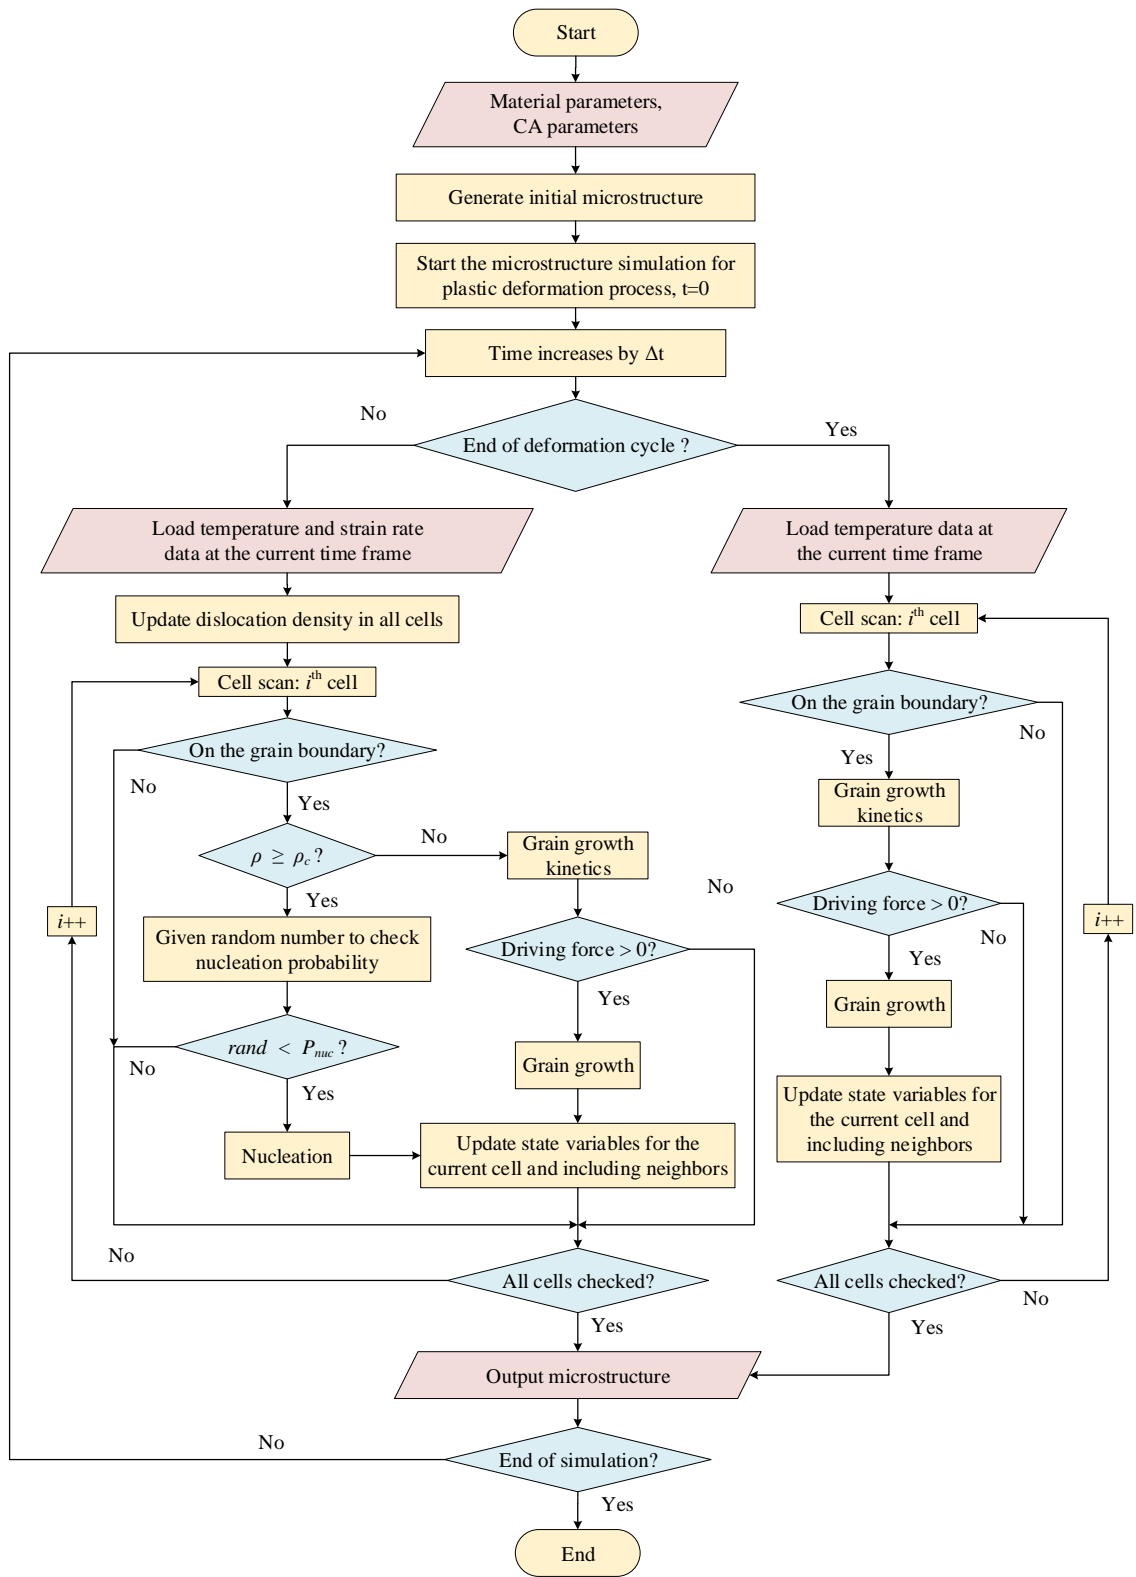 Start
Material parameters,
CA parameters
Generate initial microstructure
Start the microstructure simulation for
plastic deformation process, t=0
Time increases by Δt
No
End of deformation cycle ?
Yes
Load temperature and strain rate
data at the current time frame
Update dislocation density in all cells
Cell scan: iᵗʰ cell
On the grain boundary?
No
Yes
ρ ≥ ρc ?
No
Yes
i++
Given random number to check
nucleation probability
rand < Pnuc ?
No
Yes
Nucleation
Grain growth
kinetics
No
Driving force > 0?
Yes
Grain growth
Update state variables for the
current cell and including neighbors
No
All cells checked?
Yes
Load temperature data at
the current time frame
Cell scan: iᵗʰ cell
On the grain boundary?
No
Yes
Grain growth
kinetics
Driving force > 0?
No
Yes
i++
Grain growth
Update state variables for
the current cell and
including neighbors
All cells checked?
No
Yes
Output microstructure
No
End of simulation?
Yes
End